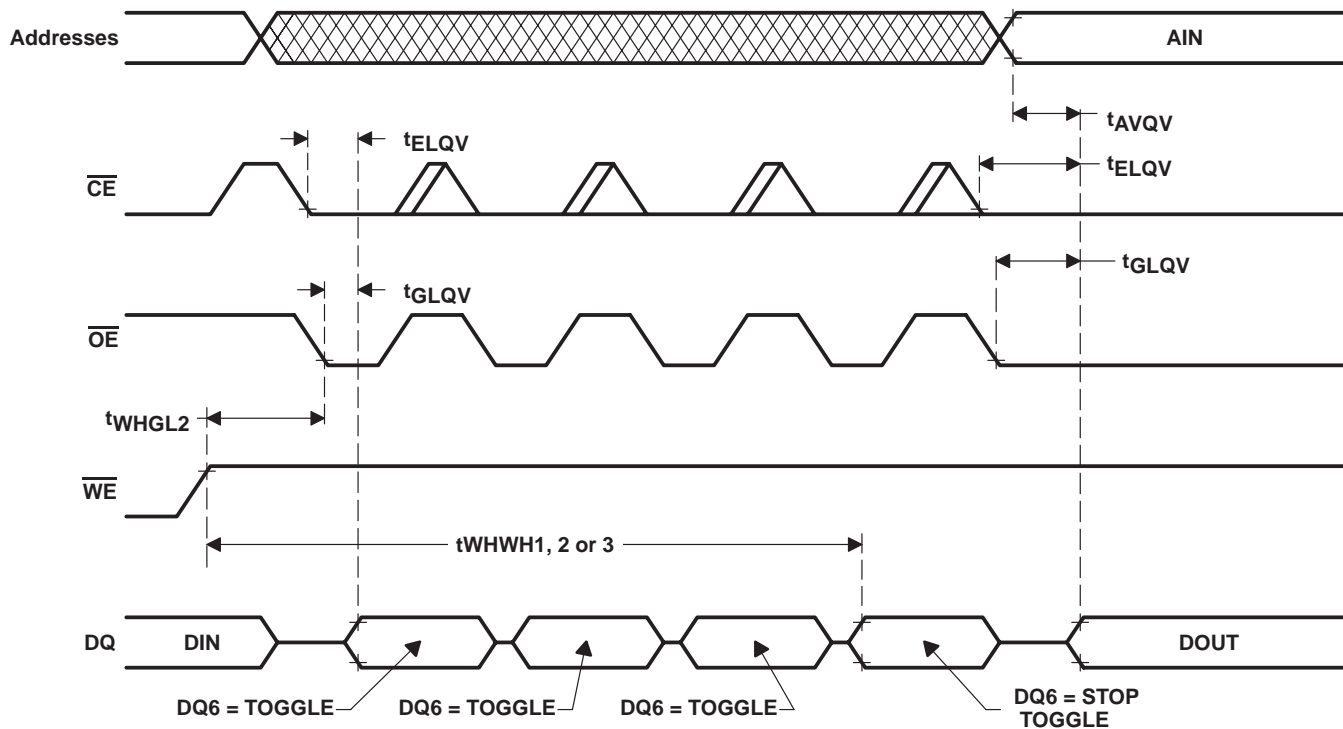 Addresses
AIN
tAVQV
tELQV
tELQV
CE
tGLQV
tGLQV
OE
tWHGL2
WE
tWHWH1, 2 or 3
DQ
DIN
DOUT
DQ6 = TOGGLE
DQ6 = TOGGLE
DQ6 = TOGGLE
DQ6 = STOP
TOGGLE